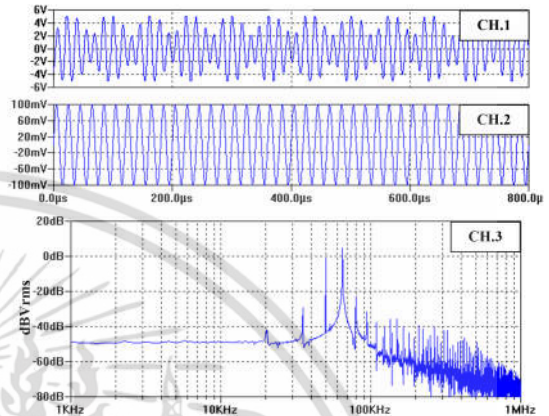 6V
4V
2V
0V
-2V
-4V
-6V
CH.1
100mV
60mV
20mV
-20mV
-60mV
-100mV
CH.2
0.0µs 200.0µs 400.0µs 600.0µs 800.0µs
20dB
0dB
-20dB
-40dB
-60dB
-80dB
dBVrms
CH.3
1KHz 10KHz 100KHz 1MHz